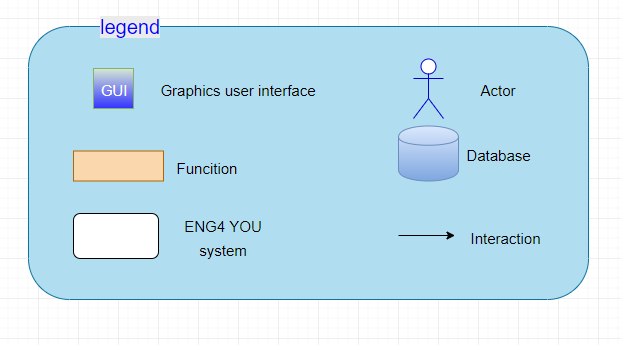 legend
GUI
Graphics user interface
Actor
Database
Funcition
ENG4 YOU
system
Interaction